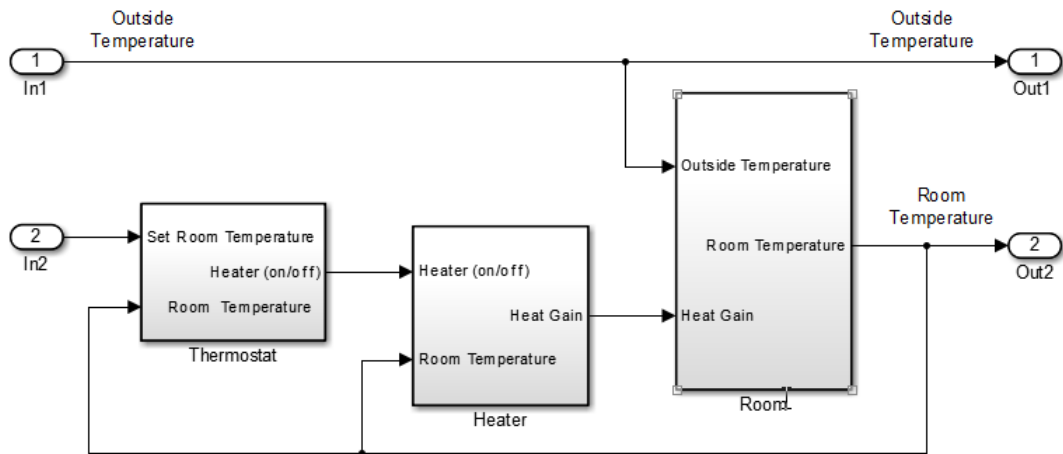 Outside
Temperature
Outside
Temperature
1
In1
1
Out1
Outside Temperature
Room
Temperature
2
In2
Set Room Temperature
Heater (on/off)
Room Temperature
Thermostat
Heater (on/off)
Heat Gain
Room Temperature
Heater
Room Temperature
Heat Gain
Room
2
Out2